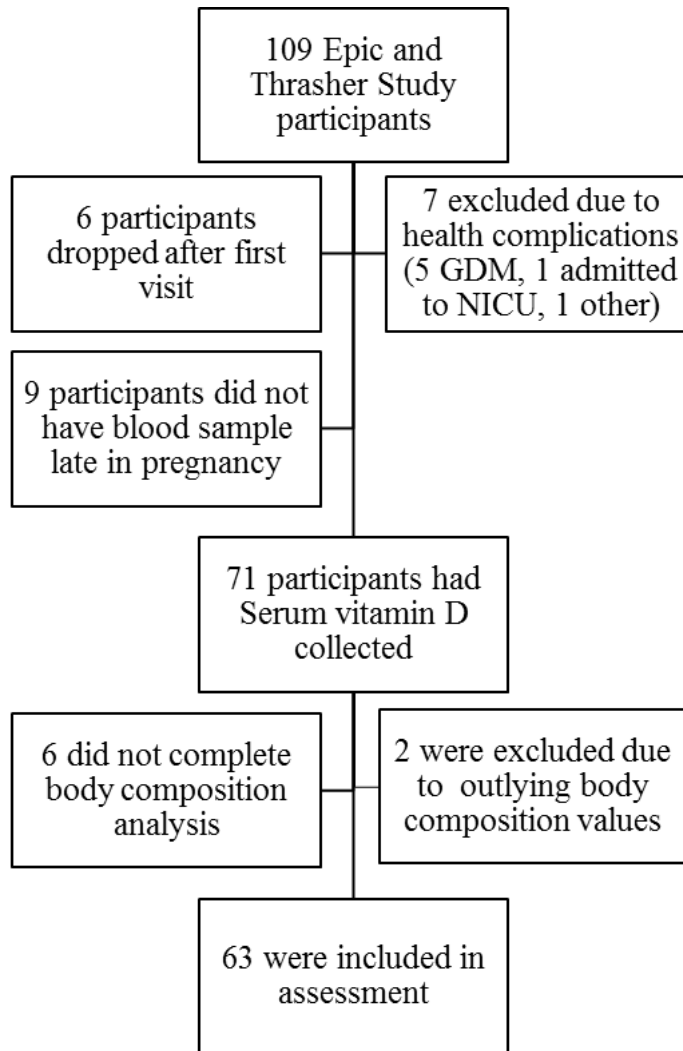 109 Epic and
Thrasher Study
participants
6 participants
dropped after first
visit
7 excluded due to
health complications
(5 GDM, 1 admitted
to NICU, 1 other)
9 participants did not
have blood sample
late in pregnancy
71 participants had
Serum vitamin D
collected
6 did not complete
body composition
analysis
2 were excluded due
to outlying body
composition values
63 were included in
assessment